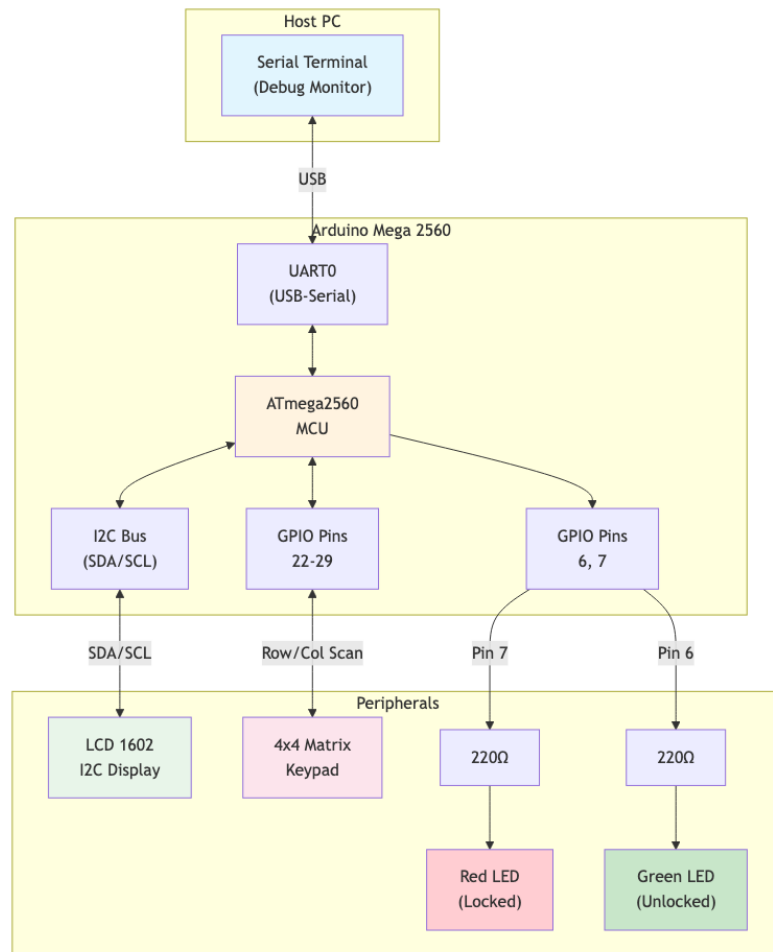 Host PC
Serial Terminal
(Debug Monitor)
USB
Arduino Mega 2560
UART0
(USB-Serial)
ATmega2560
MCU
I2C Bus
(SDA/SCL)
GPIO Pins
22-29
GPIO Pins
6, 7
SDA/SCL
Row/Col Scan
Pin 7
Pin 6
Peripherals
LCD 1602
I2C Display
4x4 Matrix
Keypad
220Ω
220Ω
Red LED
(Locked)
Green LED
(Unlocked)